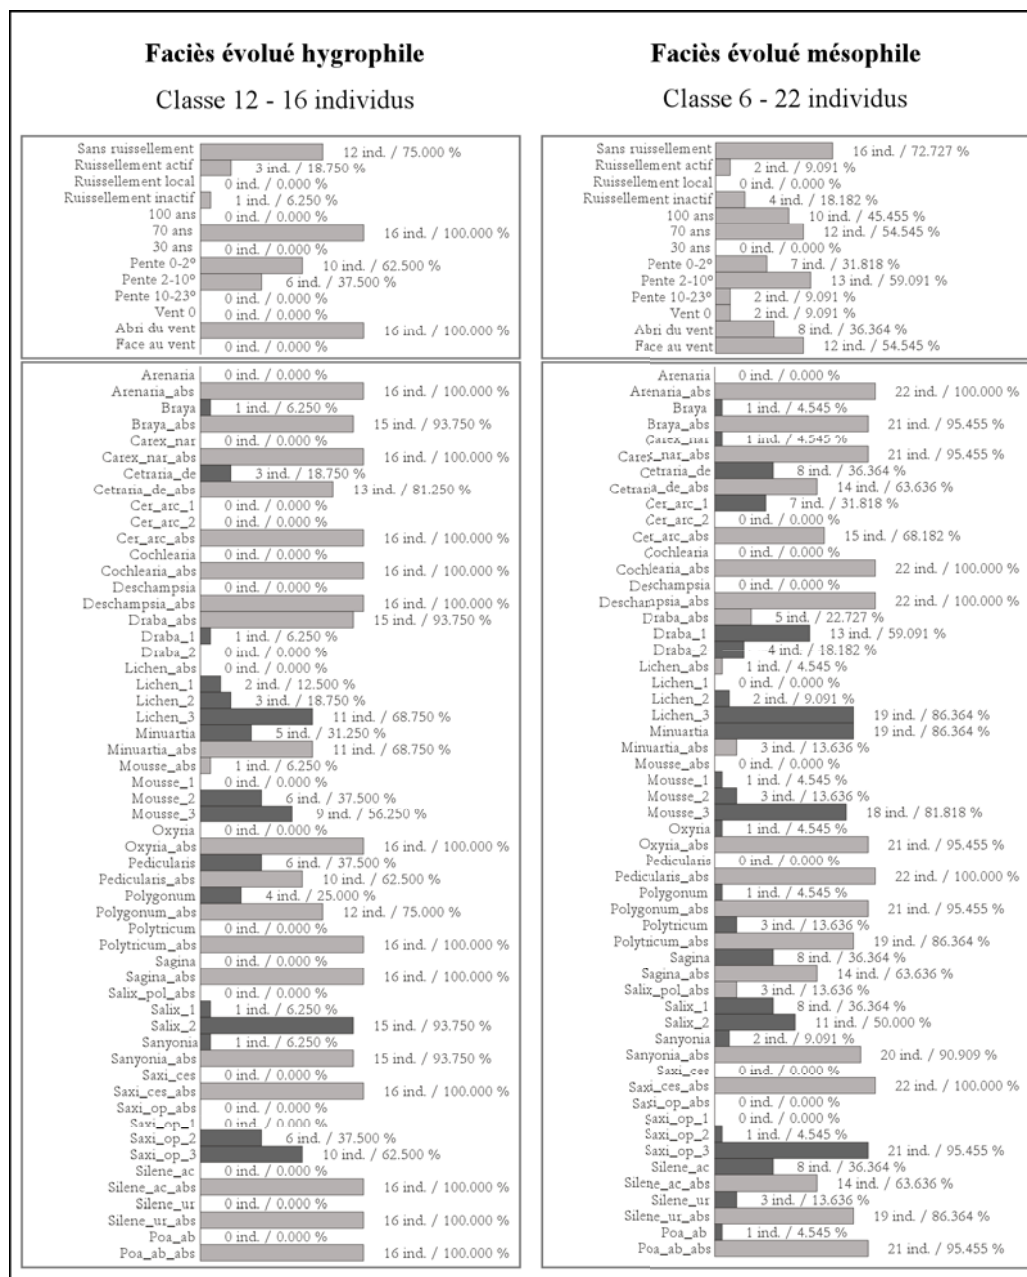 Faciès évolué hygrophile
Classe 12 - 16 individus
Sans ruissellement 12 ind. / 75.000 %
Ruissellement actif 3 ind. / 18.750 %
Ruissellement local 0 ind. / 0.000 %
Ruissellement inactif 1 ind. / 6.250 %
100 ans 0 ind. / 0.000 %
70 ans 16 ind. / 100.000 %
30 ans 0 ind. / 0.000 %
Pente 0-2° 10 ind. / 62.500 %
Pente 2-10° 6 ind. / 37.500 %
Pente 10-23° 0 ind. / 0.000 %
Vent 0 0 ind. / 0.000 %
Abri du vent 16 ind. / 100.000 %
Face au vent 0 ind. / 0.000 %
Arenaria 0 ind. / 0.000 %
Arenaria_abs 16 ind. / 100.000 %
Braya 1 ind. / 6.250 %
Braya_abs 15 ind. / 93.750 %
Carex_nar 0 ind. / 0.000 %
Carex_nar_abs 16 ind. / 100.000 %
Cetraria_de 3 ind. / 18.750 %
Cetraria_de_abs 13 ind. / 81.250 %
Cer_arc_1 0 ind. / 0.000 %
Cer_arc_2 0 ind. / 0.000 %
Cer_arc_abs 16 ind. / 100.000 %
Cochlearia 0 ind. / 0.000 %
Cochlearia_abs 16 ind. / 100.000 %
Deschampsia 0 ind. / 0.000 %
Deschampsia_abs 16 ind. / 100.000 %
Draba_abs 15 ind. / 93.750 %
Draba_1 1 ind. / 6.250 %
Draba_2 0 ind. / 0.000 %
Lichen_abs 0 ind. / 0.000 %
Lichen_1 2 ind. / 12.500 %
Lichen_2 3 ind. / 18.750 %
Lichen_3 11 ind. / 68.750 %
Minuartia 5 ind. / 31.250 %
Minuartia_abs 11 ind. / 68.750 %
Mousse_abs 1 ind. / 6.250 %
Mousse_1 0 ind. / 0.000 %
Mousse_2 6 ind. / 37.500 %
Mousse_3 9 ind. / 56.250 %
Oxyria 0 ind. / 0.000 %
Oxyria_abs 16 ind. / 100.000 %
Pedicularis 6 ind. / 37.500 %
Pedicularis_abs 10 ind. / 62.500 %
Polygonum 4 ind. / 25.000 %
Polygonum_abs 12 ind. / 75.000 %
Polytricum 0 ind. / 0.000 %
Polytricum_abs 16 ind. / 100.000 %
Sagina 0 ind. / 0.000 %
Sagina_abs 16 ind. / 100.000 %
Salix_pol_abs 0 ind. / 0.000 %
Salix_1 1 ind. / 6.250 %
Salix_2 15 ind. / 93.750 %
Sanyonia 1 ind. / 6.250 %
Sanyonia_abs 15 ind. / 93.750 %
Saxi_ces 0 ind. / 0.000 %
Saxi_ces_abs 16 ind. / 100.000 %
Saxi_op_abs 0 ind. / 0.000 %
Saxi_op_1 0 ind. / 0.000 %
Saxi_op_2 6 ind. / 37.500 %
Saxi_op_3 10 ind. / 62.500 %
Silene_ac 0 ind. / 0.000 %
Silene_ac_abs 16 ind. / 100.000 %
Silene_ur 0 ind. / 0.000 %
Silene_ur_abs 16 ind. / 100.000 %
Poa_ab 0 ind. / 0.000 %
Poa_ab_abs 16 ind. / 100.000 %
Faciès évolué mésophile
Classe 6 - 22 individus
Sans ruissellement 16 ind. / 72.727 %
Ruissellement actif 2 ind. / 9.091 %
Ruissellement local 0 ind. / 0.000 %
Ruissellement inactif 4 ind. / 18.182 %
100 ans 10 ind. / 45.455 %
70 ans 12 ind. / 54.545 %
30 ans 0 ind. / 0.000 %
Pente 0-2° 7 ind. / 31.818 %
Pente 2-10° 13 ind. / 59.091 %
Pente 10-23° 2 ind. / 9.091 %
Vent 0 2 ind. / 9.091 %
Abri du vent 8 ind. / 36.364 %
Face au vent 12 ind. / 54.545 %
Arenaria 0 ind. / 0.000 %
Arenaria_abs 22 ind. / 100.000 %
Braya 1 ind. / 4.545 %
Braya_abs 21 ind. / 95.455 %
Carex_nar 1 ind. / 4.545 %
Carex_nar_abs 21 ind. / 95.455 %
Cetraria_de 8 ind. / 36.364 %
Cetraria_de_abs 14 ind. / 63.636 %
Cer_arc_1 7 ind. / 31.818 %
Cer_arc_2 0 ind. / 0.000 %
Cer_arc_abs 15 ind. / 68.182 %
Cochlearia 0 ind. / 0.000 %
Cochlearia_abs 22 ind. / 100.000 %
Deschampsia 0 ind. / 0.000 %
Deschampsia_abs 22 ind. / 100.000 %
Draba_abs 5 ind. / 22.727 %
Draba_1 13 ind. / 59.091 %
Draba_2 4 ind. / 18.182 %
Lichen_abs 1 ind. / 4.545 %
Lichen_1 0 ind. / 0.000 %
Lichen_2 2 ind. / 9.091 %
Lichen_3 19 ind. / 86.364 %
Minuartia 19 ind. / 86.364 %
Minuartia_abs 3 ind. / 13.636 %
Mousse_abs 0 ind. / 0.000 %
Mousse_1 1 ind. / 4.545 %
Mousse_2 3 ind. / 13.636 %
Mousse_3 18 ind. / 81.818 %
Oxyria 1 ind. / 4.545 %
Oxyria_abs 21 ind. / 95.455 %
Pedicularis 0 ind. / 0.000 %
Pedicularis_abs 22 ind. / 100.000 %
Polygonum 1 ind. / 4.545 %
Polygonum_abs 21 ind. / 95.455 %
Polytricum 3 ind. / 13.636 %
Polytricum_abs 19 ind. / 86.364 %
Sagina 8 ind. / 36.364 %
Sagina_abs 14 ind. / 63.636 %
Salix_pol_abs 3 ind. / 13.636 %
Salix_1 8 ind. / 36.364 %
Salix_2 11 ind. / 50.000 %
Sanyonia 2 ind. / 9.091 %
Sanyonia_abs 20 ind. / 90.909 %
Saxi_ces 0 ind. / 0.000 %
Saxi_ces_abs 22 ind. / 100.000 %
Saxi_op_abs 0 ind. / 0.000 %
Saxi_op_1 0 ind. / 0.000 %
Saxi_op_2 1 ind. / 4.545 %
Saxi_op_3 21 ind. / 95.455 %
Silene_ac 8 ind. / 36.364 %
Silene_ac_abs 14 ind. / 63.636 %
Silene_ur 3 ind. / 13.636 %
Silene_ur_abs 19 ind. / 86.364 %
Poa_ab 1 ind. / 4.545 %
Poa_ab_abs 21 ind. / 95.455 %